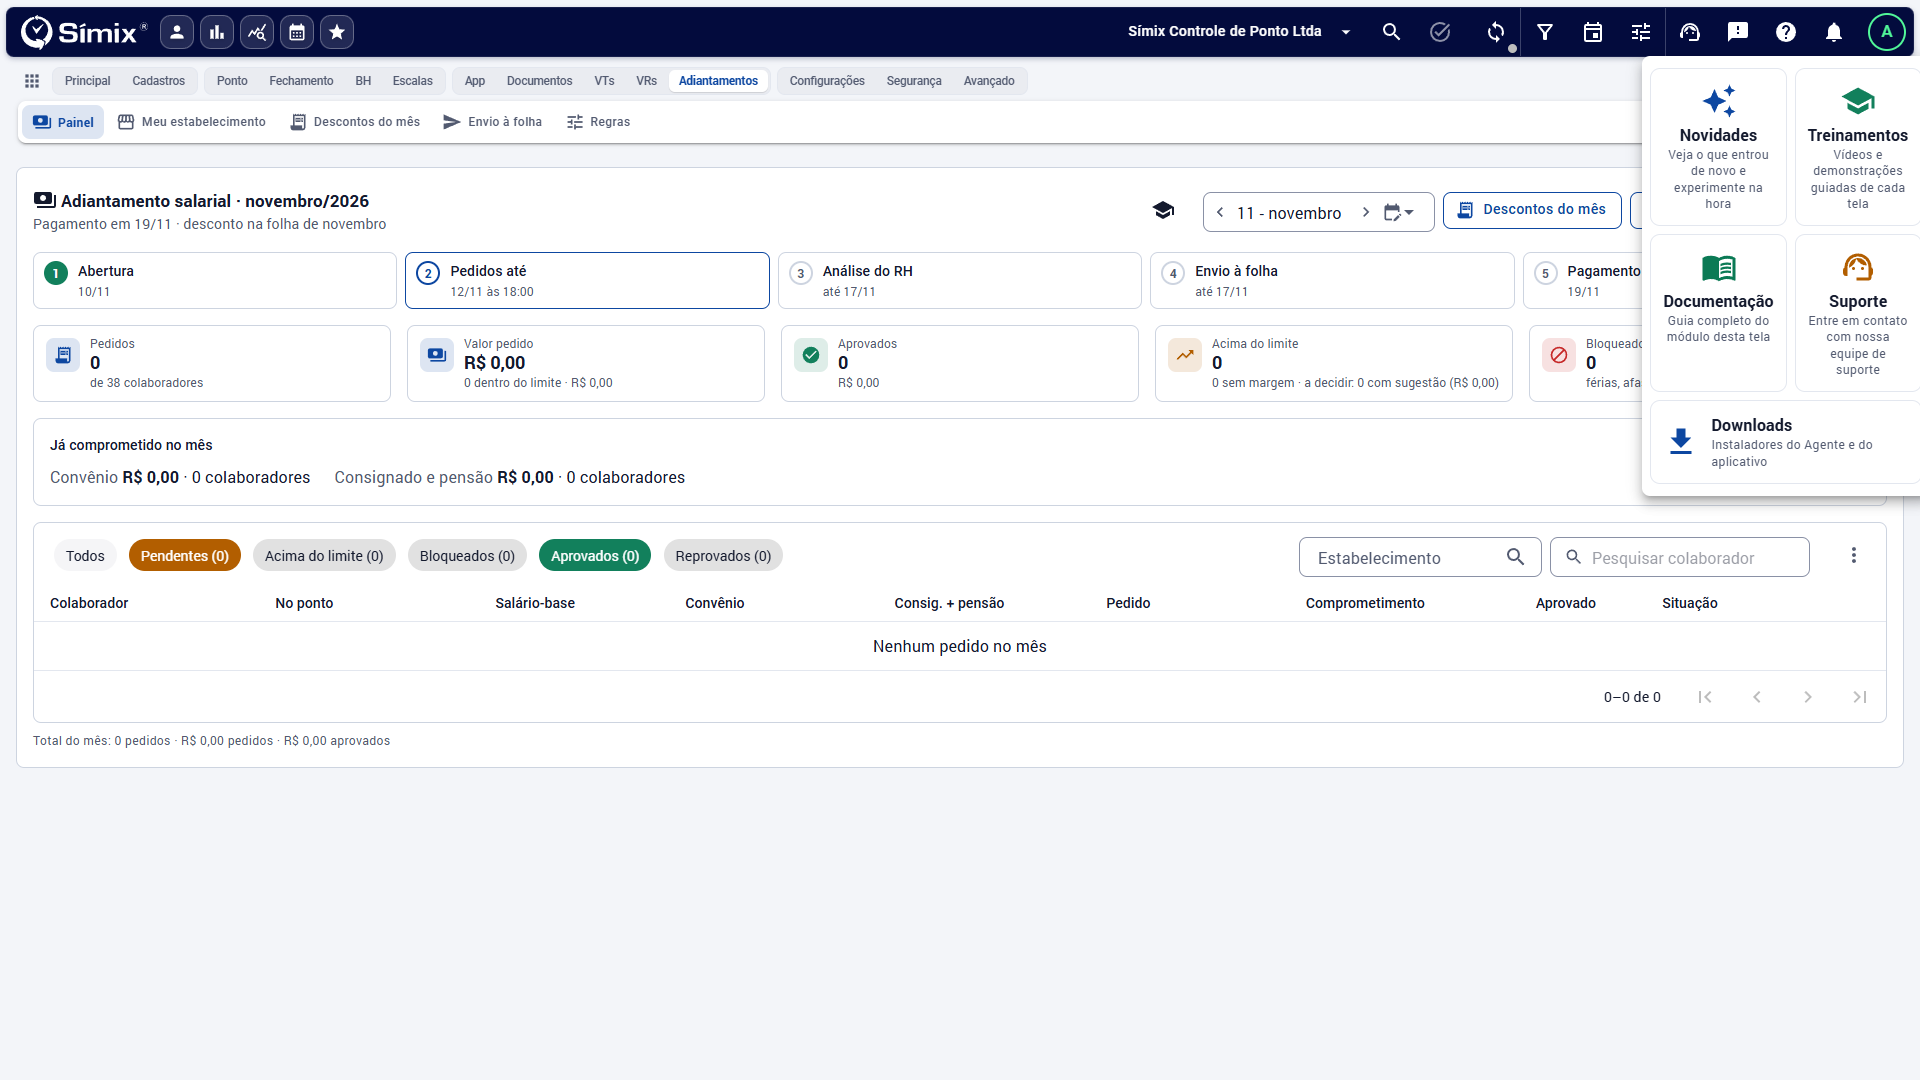 Símix®
Símix Controle de Ponto Ltda
A
Principal
Cadastros
Ponto
Fechamento
BH
Escalas
App
Documentos
VTs
VRs
Adiantamentos
Configurações
Segurança
Avançado
Painel
Meu estabelecimento
Descontos do mês
Envio à folha
Regras
Novidades
Veja o que entrou
de novo e
experimente na
hora
Treinamentos
Vídeos e
demonstrações
guiadas de cada
tela
Documentação
Guia completo do
módulo desta tela
Suporte
Entre em contato
com nossa
equipe de
suporte
Downloads
Instaladores do Agente e do
aplicativo
Adiantamento salarial · novembro/2026
Pagamento em 19/11 · desconto na folha de novembro
11 - novembro
Descontos do mês
1
Abertura
10/11
2
Pedidos até
12/11 às 18:00
3
Análise do RH
até 17/11
4
Envio à folha
até 17/11
5
Pagamento
19/11
Pedidos
0
de 38 colaboradores
Valor pedido
R$ 0,00
0 dentro do limite · R$ 0,00
Aprovados
0
R$ 0,00
Acima do limite
0
0 sem margem · a decidir: 0 com sugestão (R$ 0,00)
0
férias,
Já comprometido no mês
Convênio R$ 0,00 · 0 colaboradores
Consignado e pensão R$ 0,00 · 0 colaboradores
Todos
Pendentes (0)
Acima do limite (0)
Bloqueados (0)
Aprovados (0)
Reprovados (0)
Estabelecimento
Pesquisar colaborador
Colaborador
No ponto
Salário-base
Convênio
Consig. + pensão
Pedido
Comprometimento
Aprovado
Situação
Nenhum pedido no mês
0–0 de 0
Total do mês: 0 pedidos · R$ 0,00 pedidos · R$ 0,00 aprovados